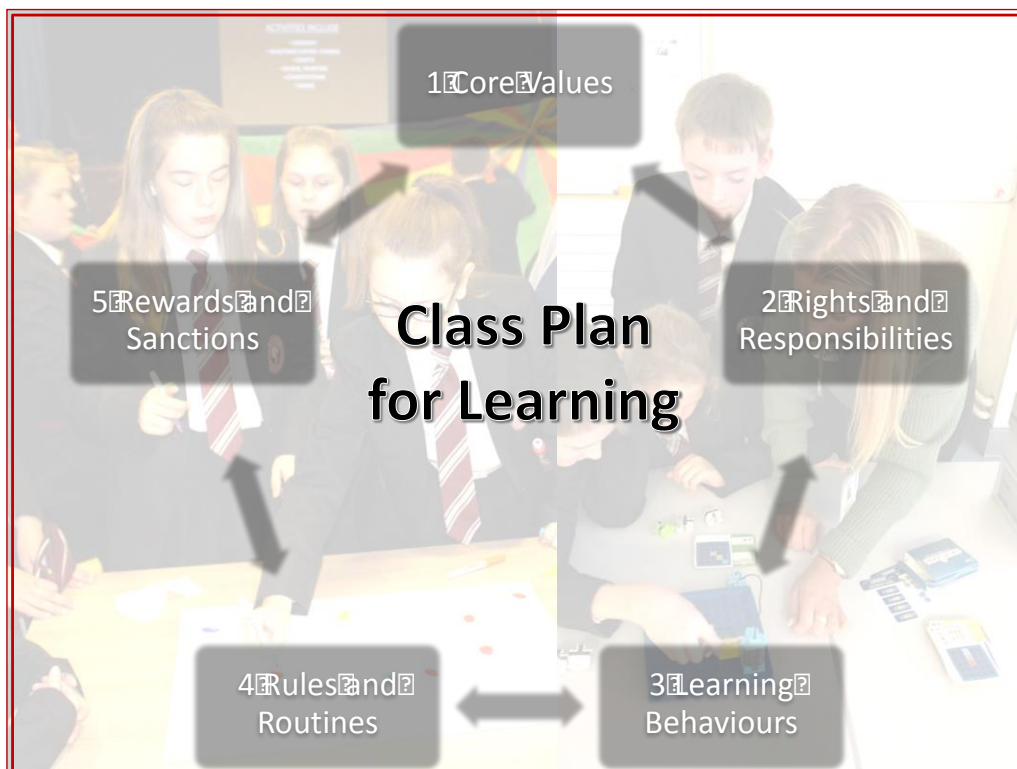 1 Core Values
5 Rewards and
Sanctions
Class Plan
for Learning
2 Rights and
Responsibilities
4 Rules and
Routines
3 Learning
Behaviours